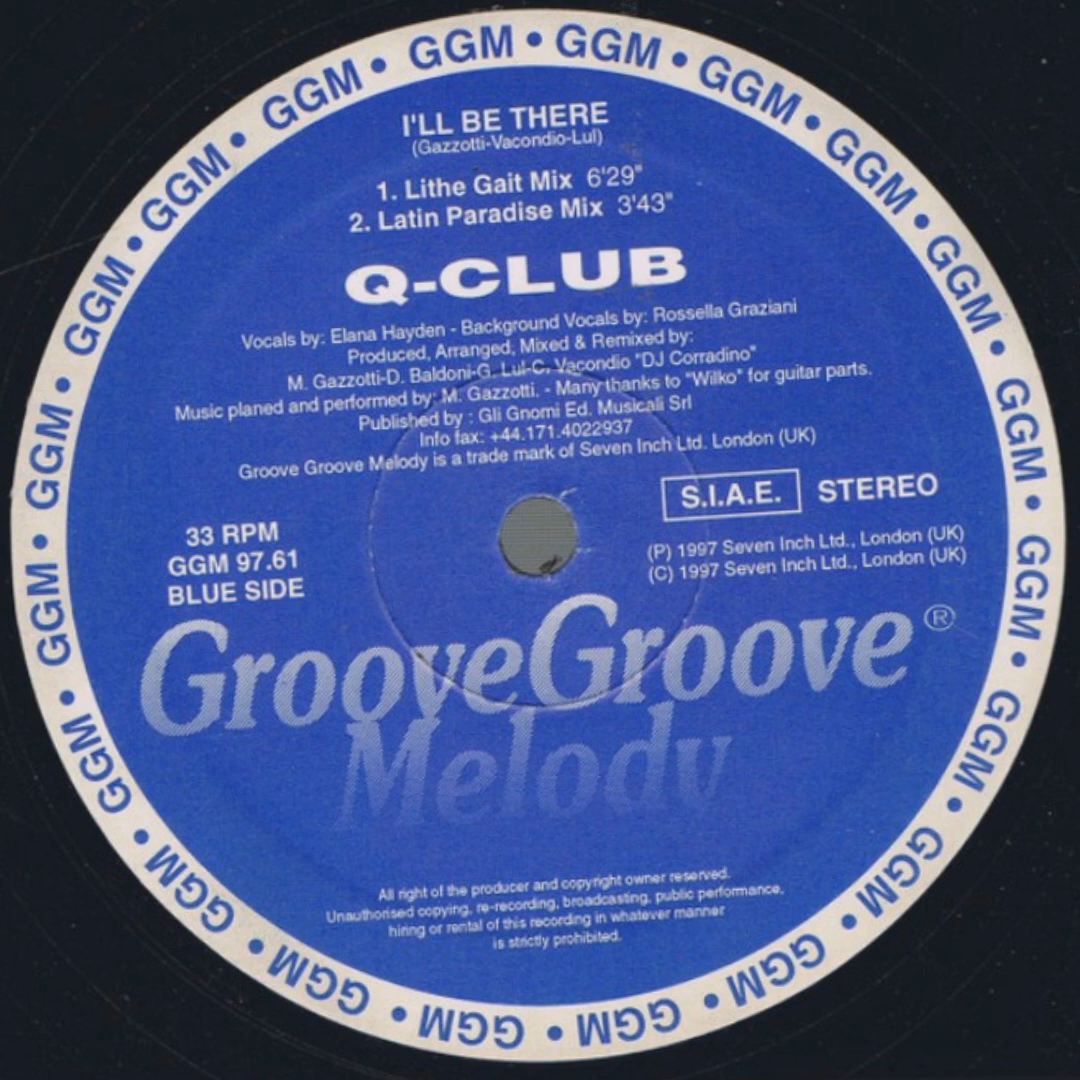 GGM • GGM • GGM • GGM • GGM • GGM • GGM • GGM • GGM • GGM • GGM • GGM • GGM • GGM • GGM • GGM • GGM • GGM • GGM • GGM •
I'LL BE THERE
(Gazzotti-Vacondio-Lul)
1. Lithe Gait Mix 6'29"
2. Latin Paradise Mix 3'43"
Q-CLUB
Vocals by: Elana Hayden - Background Vocals by: Rossella Graziani
Produced, Arranged, Mixed & Remixed by:
M. Gazzotti-D. Baldoni-G. Lul-C. Vacondio "DJ Corradino"
Music planed and performed by: M. Gazzotti. - Many thanks to "Wilko" for guitar parts.
Published by : Gli Gnomi Ed. Musicali Srl
Info fax: +44.171.4022937
Groove Groove Melody is a trade mark of Seven Inch Ltd. London (UK)
S.I.A.E. STEREO
33 RPM
GGM 97.61
BLUE SIDE
(P) 1997 Seven Inch Ltd., London (UK)
(C) 1997 Seven Inch Ltd., London (UK)
GrooveGroove ®
Melody
All right of the producer and copyright owner reserved.
Unauthorised copying, re-recording, broadcasting, public performance,
hiring or rental of this recording in whatever manner
is strictly prohibited.